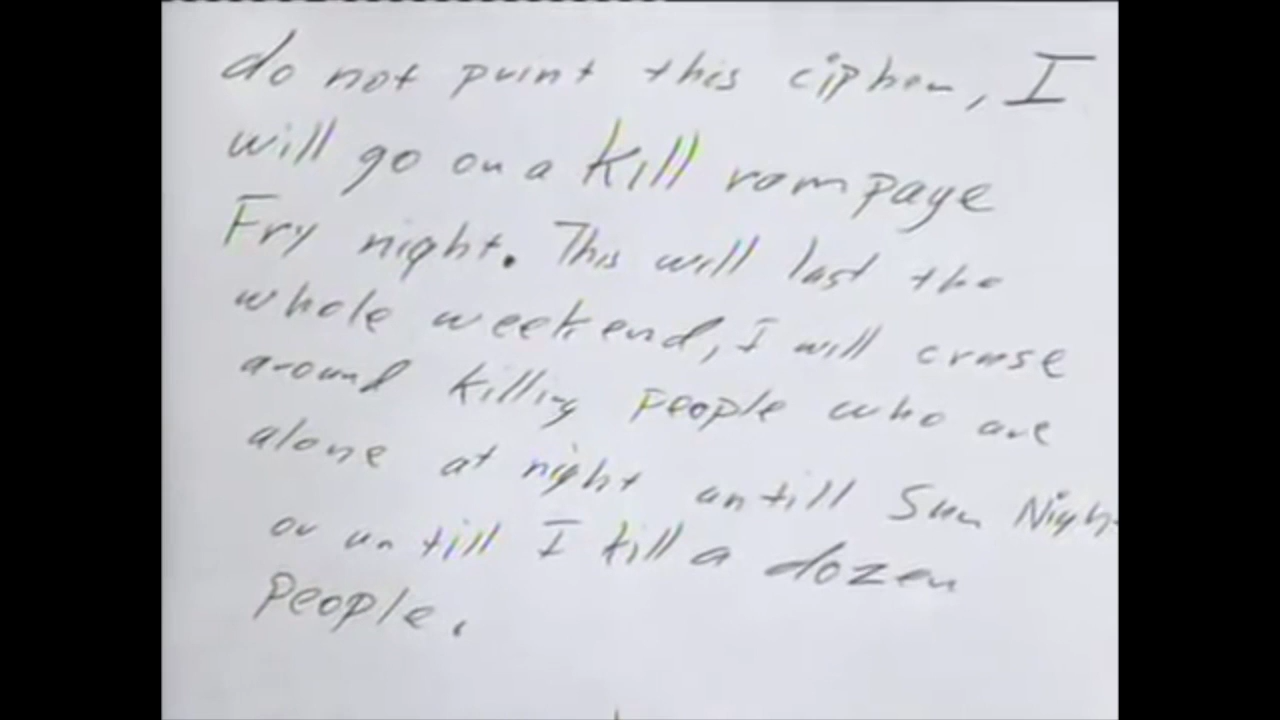 do not print this cipher, I
will go on a kill rampage
Fry night. This will last the
whole weekend, I will cruse
around killing people who are
alone at night untill Sun Nigh
or untill I kill a dozen
people.